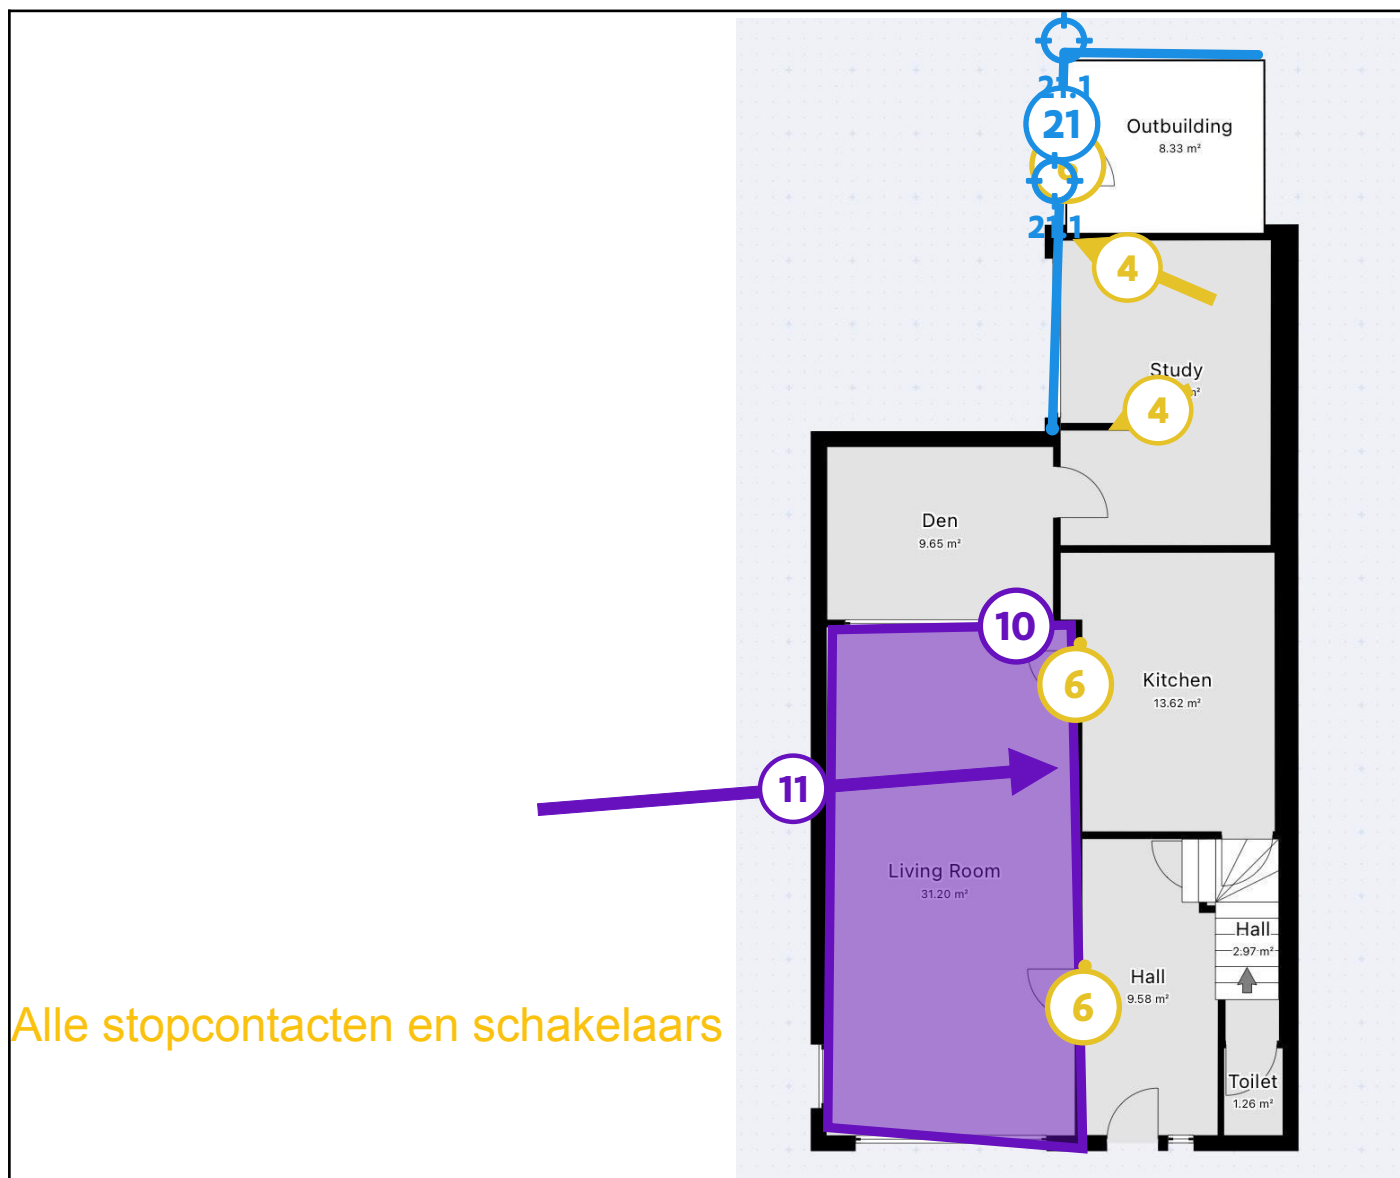 21.1
21
Outbuilding
8.33 m²
21.1
4
Study
m²
4
Den
9.65 m²
10
6
Kitchen
13.62 m²
11
Living Room
31.20 m²
Hall
2.97 m²
Hall
9.58 m²
6
Alle stopcontacten en schakelaars
Toilet
1.26 m²